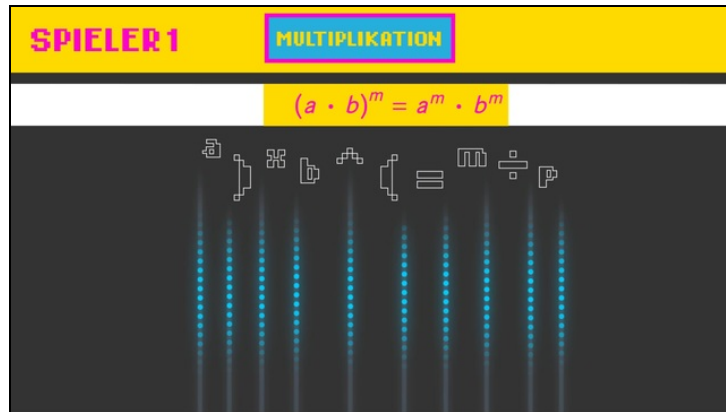 SPIELER 1
MULTIPLIKATION
(a · b)^m = a^m · b^m
a ) x b ^ ( = m ÷ p